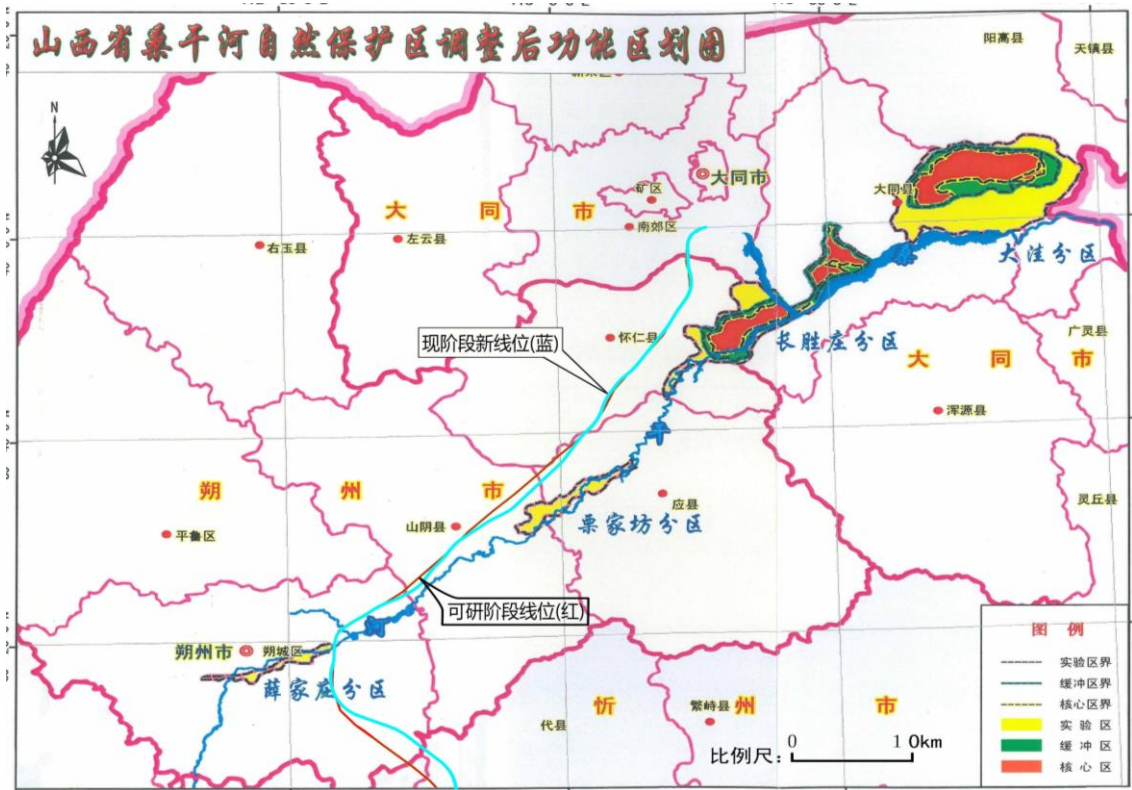 山西省桑干河自然保护区调整后功能区划图
阳高县
天镇县
N
大同市
矿区
大同县
大同市
左云县
南郊区
右玉县
大洼分区
怀仁县
现阶段新线位(蓝)
长胜庄分区
广灵县
大同市
浑源县
朔州市
应县
灵丘县
山阴县
平鲁区
栗家坊分区
可研阶段线位(红)
朔州市
朔城区
薛家庄分区
忻州市
繁峙县
代县
比例尺:
0
10km
图例
实验区界
缓冲区界
核心区界
实验区
缓冲区
核心区